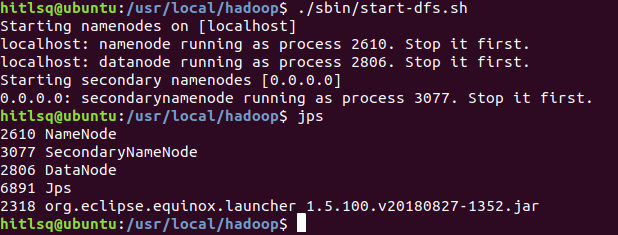 hitlsq@ubuntu:/usr/local/hadoop$ ./sbin/start-dfs.sh
Starting namenodes on [localhost]
localhost: namenode running as process 2610. Stop it first.
localhost: datanode running as process 2806. Stop it first.
Starting secondary namenodes [0.0.0.0]
0.0.0.0: secondarynamenode running as process 3077. Stop it first.
hitlsq@ubuntu:/usr/local/hadoop$ jps
2610 NameNode
3077 SecondaryNameNode
2806 DataNode
6891 Jps
2318 org.eclipse.equinox.launcher_1.5.100.v20180827-1352.jar
hitlsq@ubuntu:/usr/local/hadoop$